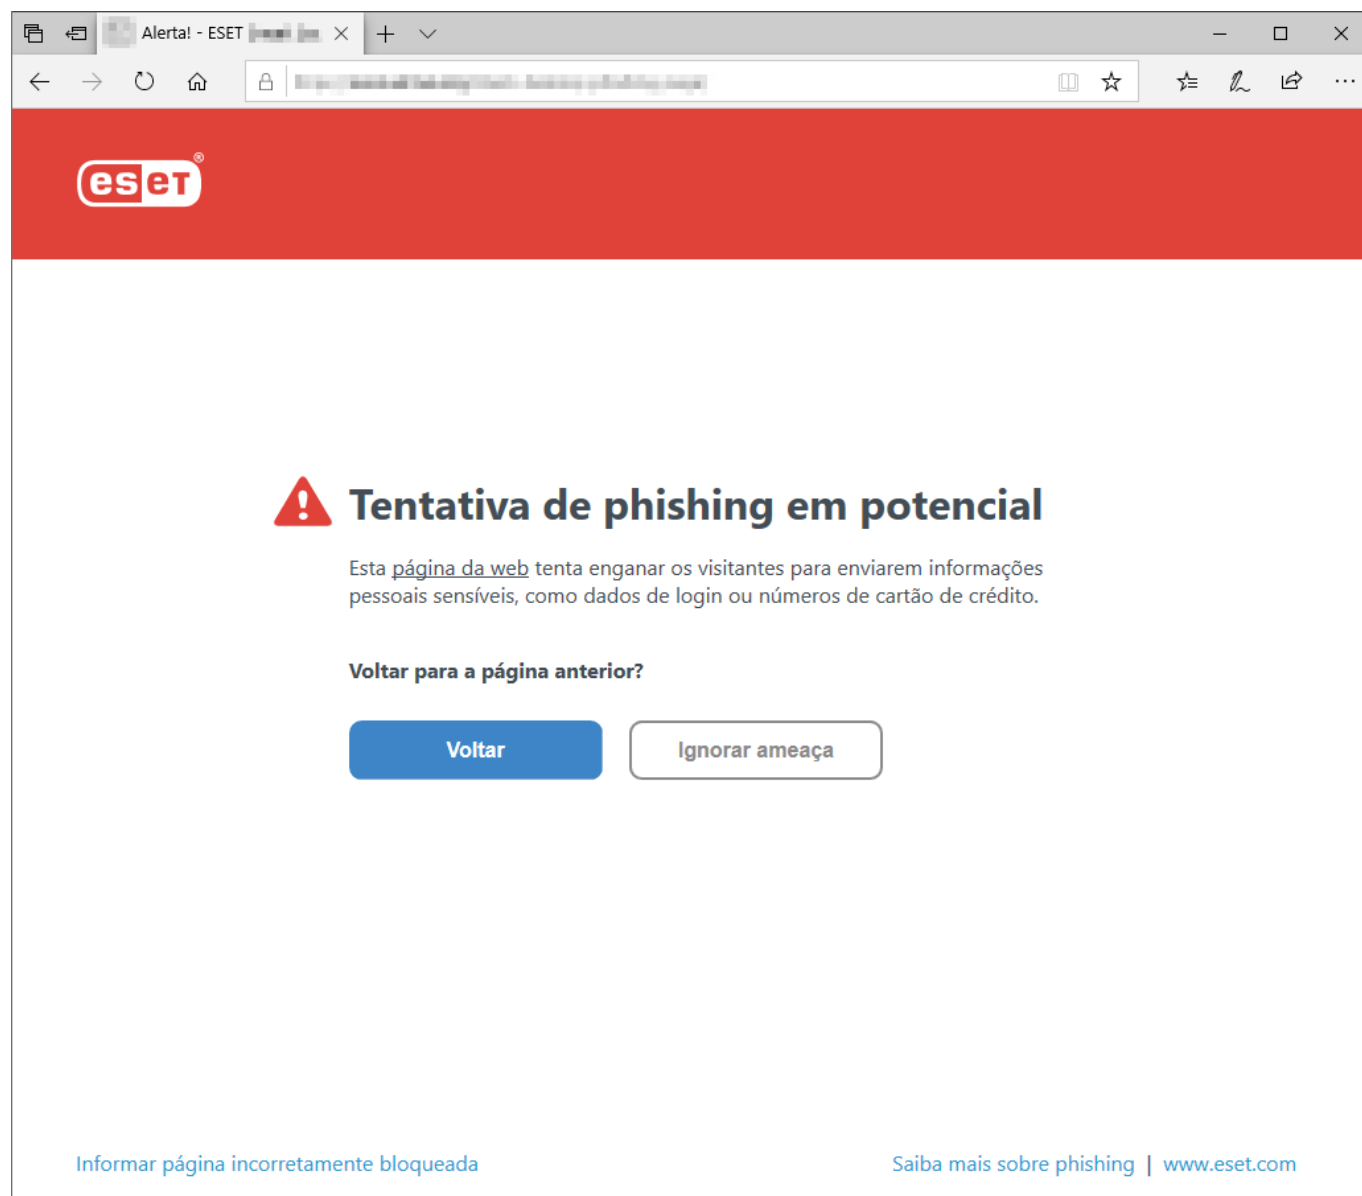 Alerta! - ESET
eseT®
Tentativa de phishing em potencial
Esta página da web tenta enganar os visitantes para enviarem informações
pessoais sensíveis, como dados de login ou números de cartão de crédito.
Voltar para a página anterior?
Voltar
Ignorar ameaça
Informar página incorretamente bloqueada
Saiba mais sobre phishing | www.eset.com